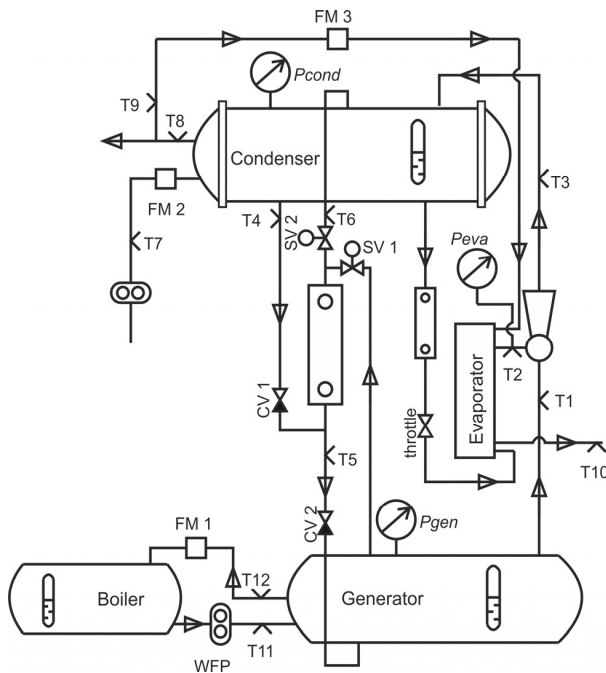 FM 3
Pcond
T9
T8
Condenser
T3
FM 2
T4
T6
SV 2
T7
SV 1
Peva
T2
Evaporator
CV 1
T1
throttle
T5
T10
CV 2
Pgen
FM 1
T12
Boiler
Generator
T11
WFP